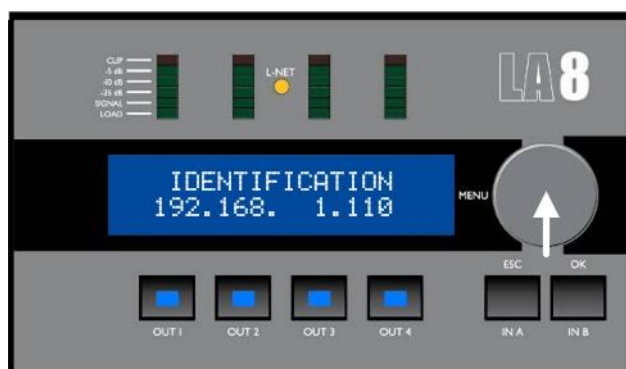 CLIP
-5 dB
-10 dB
-25 dB
SIGNAL
LOAD
L-NET
LA8
IDENTIFICATION
192.168.  1.110
MENU
ESC
OK
OUT 1
OUT 2
OUT 3
OUT 4
IN A
IN B